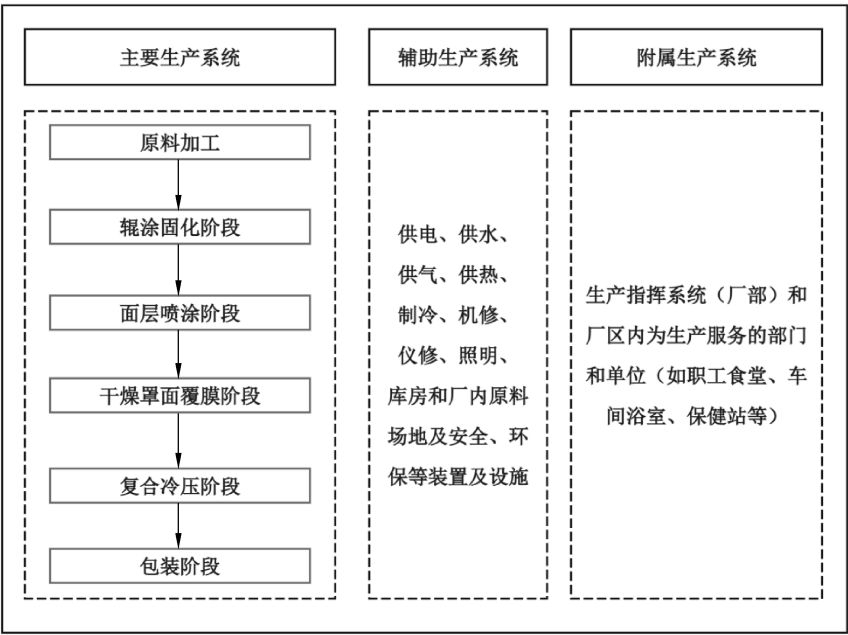 主要生产系统
辅助生产系统
附属生产系统
原料加工
辊涂固化阶段
面层喷涂阶段
干燥罩面覆膜阶段
复合冷压阶段
包装阶段
供电、供水、
供气、供热、
制冷、机修、
仪修、照明、
库房和厂内原料
场地及安全、环
保等装置及设施
生产指挥系统（厂部）和
厂区内为生产服务的部门
和单位（如职工食堂、车
间浴室、保健站等）